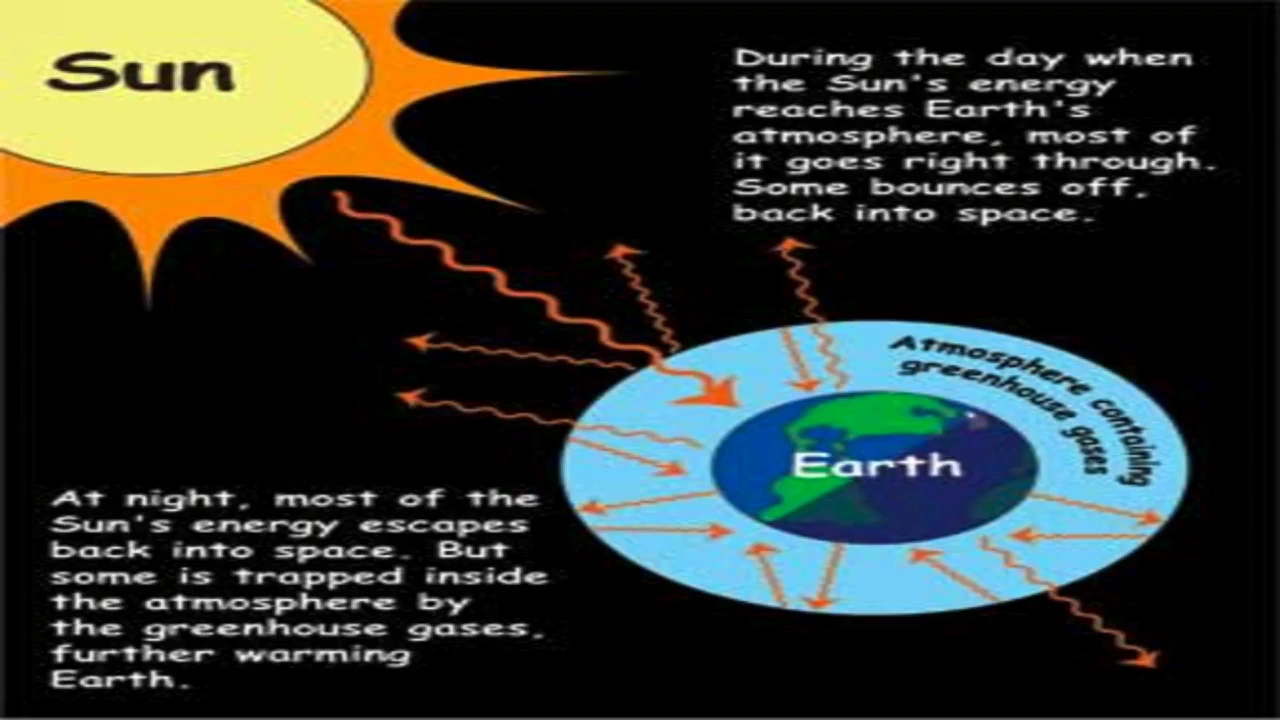 Sun
During the day when
the Sun's energy
reaches Earth's
atmosphere, most of
it goes right through.
Some bounces off,
back into space.
Atmosphere containing
greenhouse gases
Earth
At night, most of the
Sun's energy escapes
back into space. But
some is trapped inside
the atmosphere by
the greenhouse gases,
further warming
Earth.